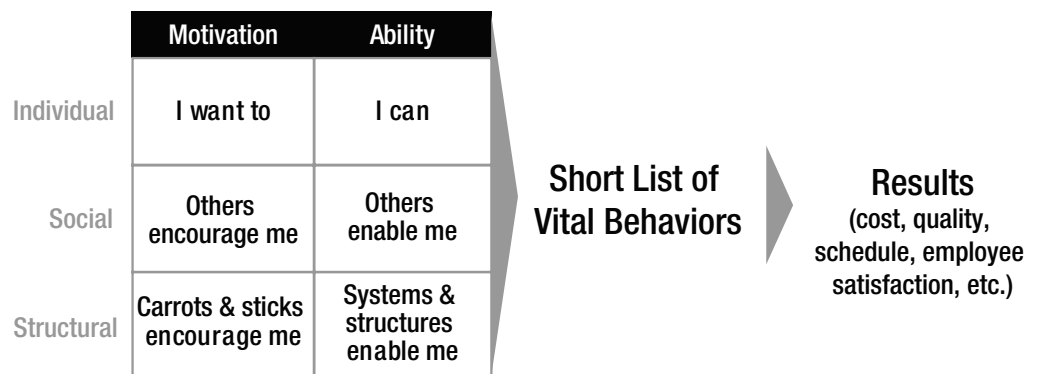 Motivation
Ability
Individual
I want to
I can
Social
Others
encourage me
Others
enable me
Structural
Carrots & sticks
encourage me
Systems &
structures
enable me
Short List of
Vital Behaviors
Results
(cost, quality,
schedule, employee
satisfaction, etc.)